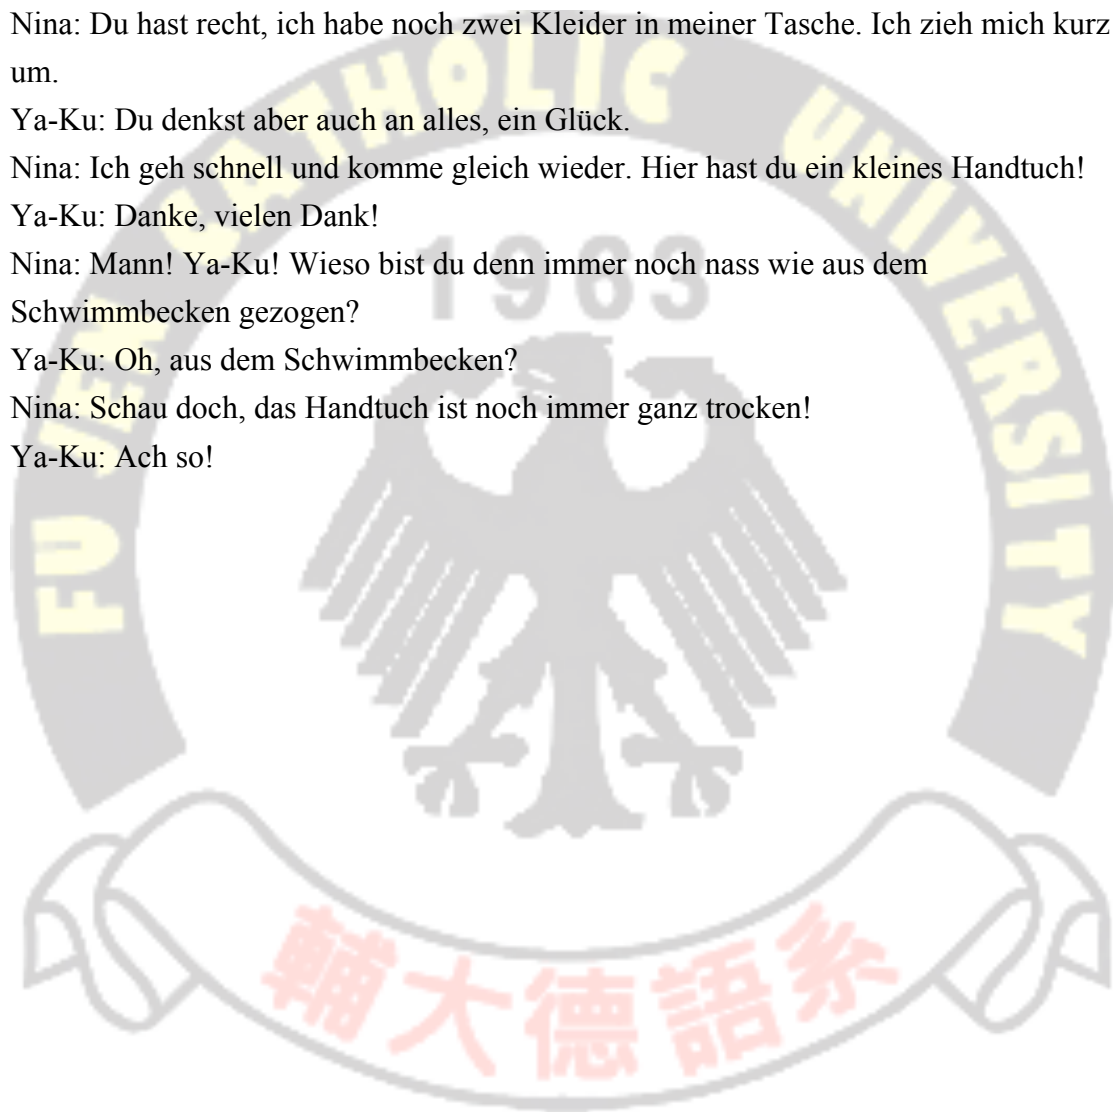 Nina: Du hast recht, ich habe noch zwei Kleider in meiner Tasche. Ich zieh mich kurz
um.
Ya-Ku: Du denkst aber auch an alles, ein Glück.
Nina: Ich geh schnell und komme gleich wieder. Hier hast du ein kleines Handtuch!
Ya-Ku: Danke, vielen Dank!
Nina: Mann! Ya-Ku! Wieso bist du denn immer noch nass wie aus dem
Schwimmbecken gezogen?
Ya-Ku: Oh, aus dem Schwimmbecken?
Nina: Schau doch, das Handtuch ist noch immer ganz trocken!
Ya-Ku: Ach so!
FU JEN CATHOLIC UNIVERSITY
1963
輔大德語系